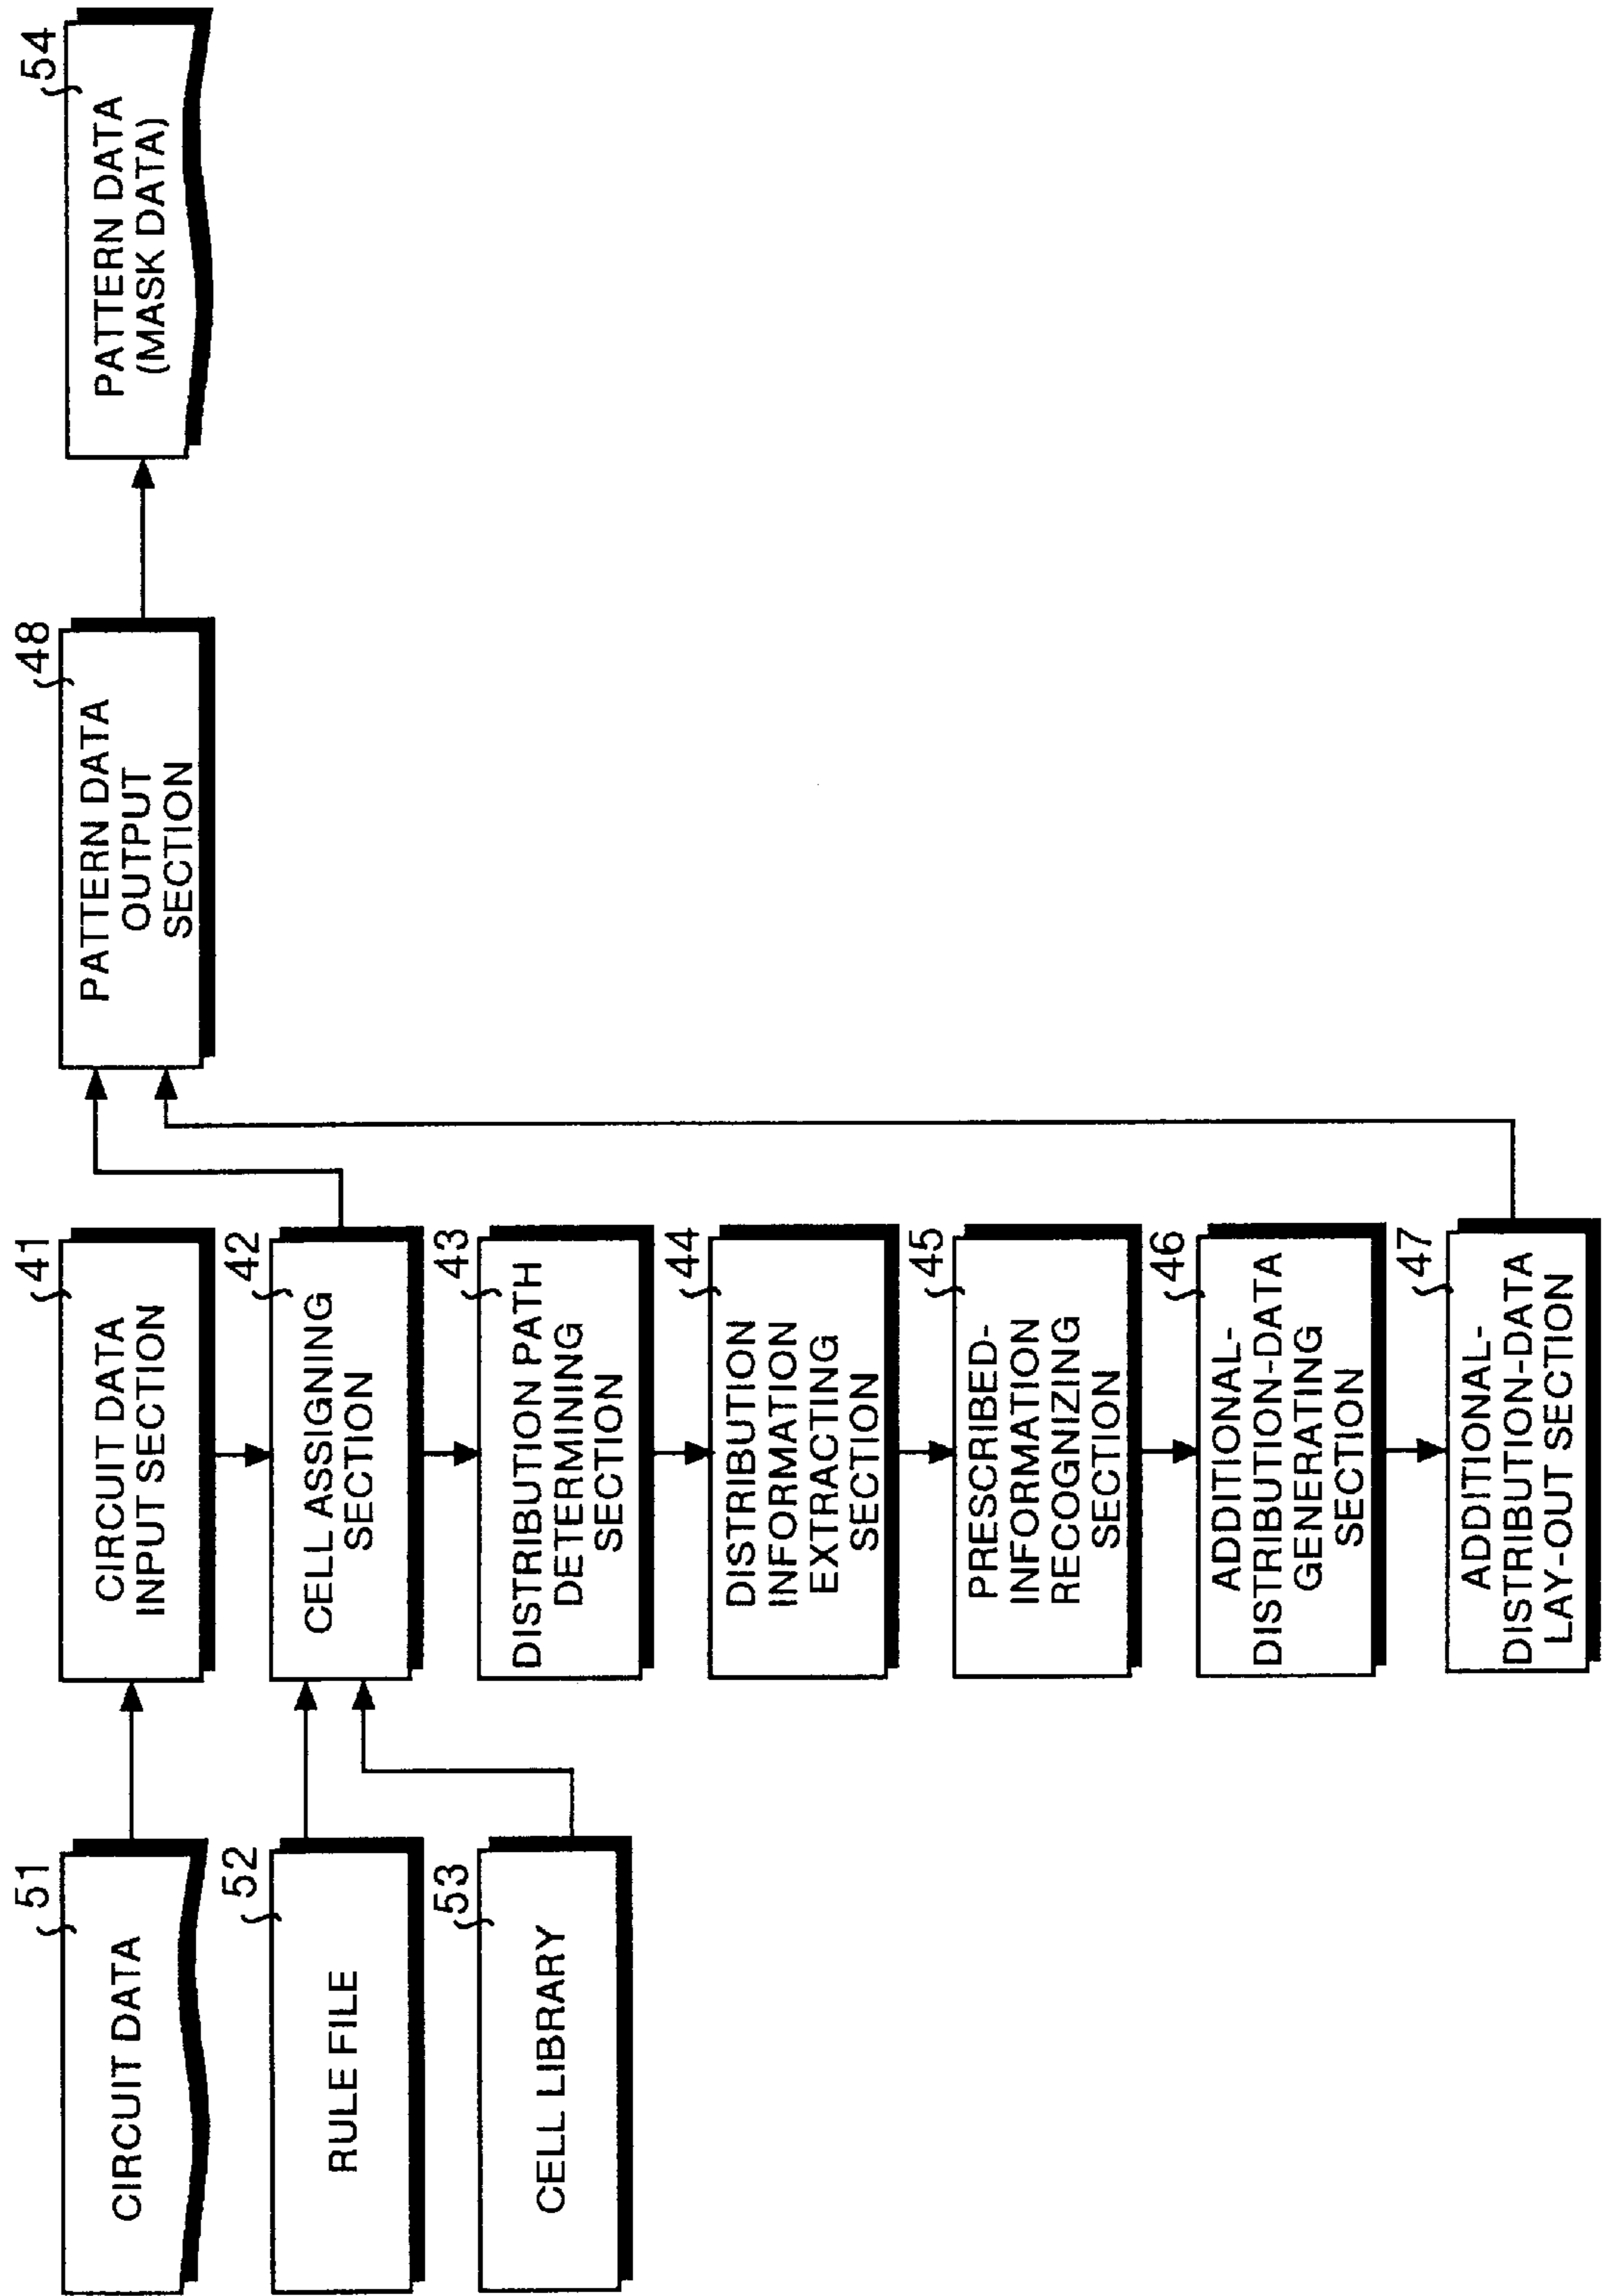 51
CIRCUIT DATA
52
RULE FILE
53
CELL LIBRARY
41
CIRCUIT DATA
INPUT SECTION
42
CELL ASSIGNING
SECTION
43
DISTRIBUTION PATH
DETERMINING
SECTION
44
DISTRIBUTION
INFORMATION
EXTRACTING
SECTION
45
PRESCRIBED-
INFORMATION
RECOGNIZING
SECTION
46
ADDITIONAL-
DISTRIBUTION-DATA
GENERATING
SECTION
47
ADDITIONAL-
DISTRIBUTION-DATA
LAY-OUT SECTION
48
PATTERN DATA
OUTPUT
SECTION
54
PATTERN DATA
(MASK DATA)